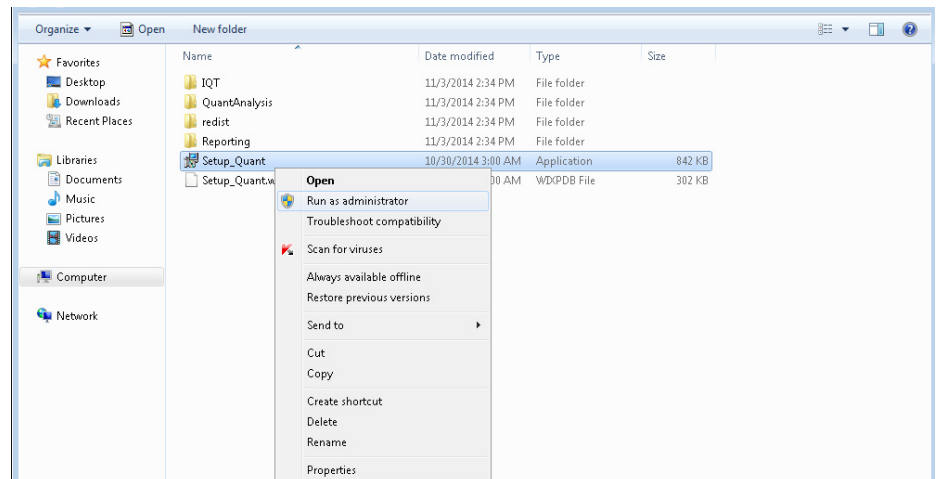 Organize Open New folder
Name Date modified Type Size
Favorites
Desktop
Downloads
Recent Places
Libraries
Documents
Music
Pictures
Videos
Computer
Network
IQT 11/3/2014 2:34 PM File folder
QuantAnalysis 11/3/2014 2:34 PM File folder
redist 11/3/2014 2:34 PM File folder
Reporting 11/3/2014 2:34 PM File folder
Setup_Quant 10/30/2014 3:00 AM Application 842 KB
Setup_Quant.w 00 AM WIXPDB File 302 KB
Open
Run as administrator
Troubleshoot compatibility
Scan for viruses
Always available offline
Restore previous versions
Send to
Cut
Copy
Create shortcut
Delete
Rename
Properties